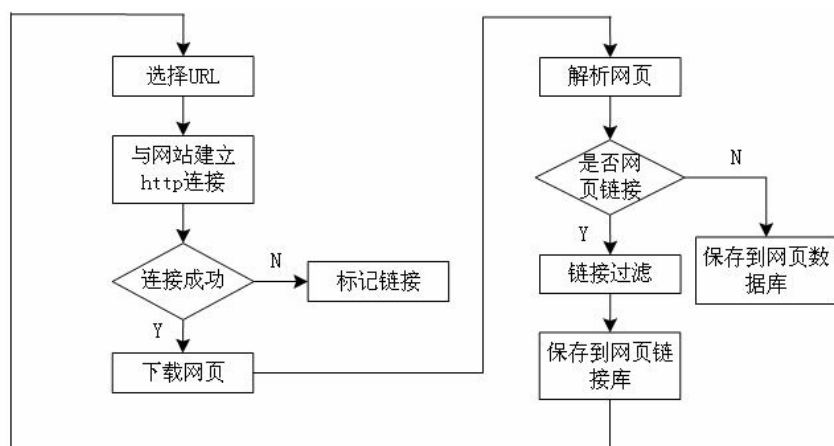 选择URL
与网站建立
http连接
连接成功
N
标记链接
Y
下载网页
解析网页
是否网
页链接
N
Y
保存到网页数
据库
链接过滤
保存到网页链
接库